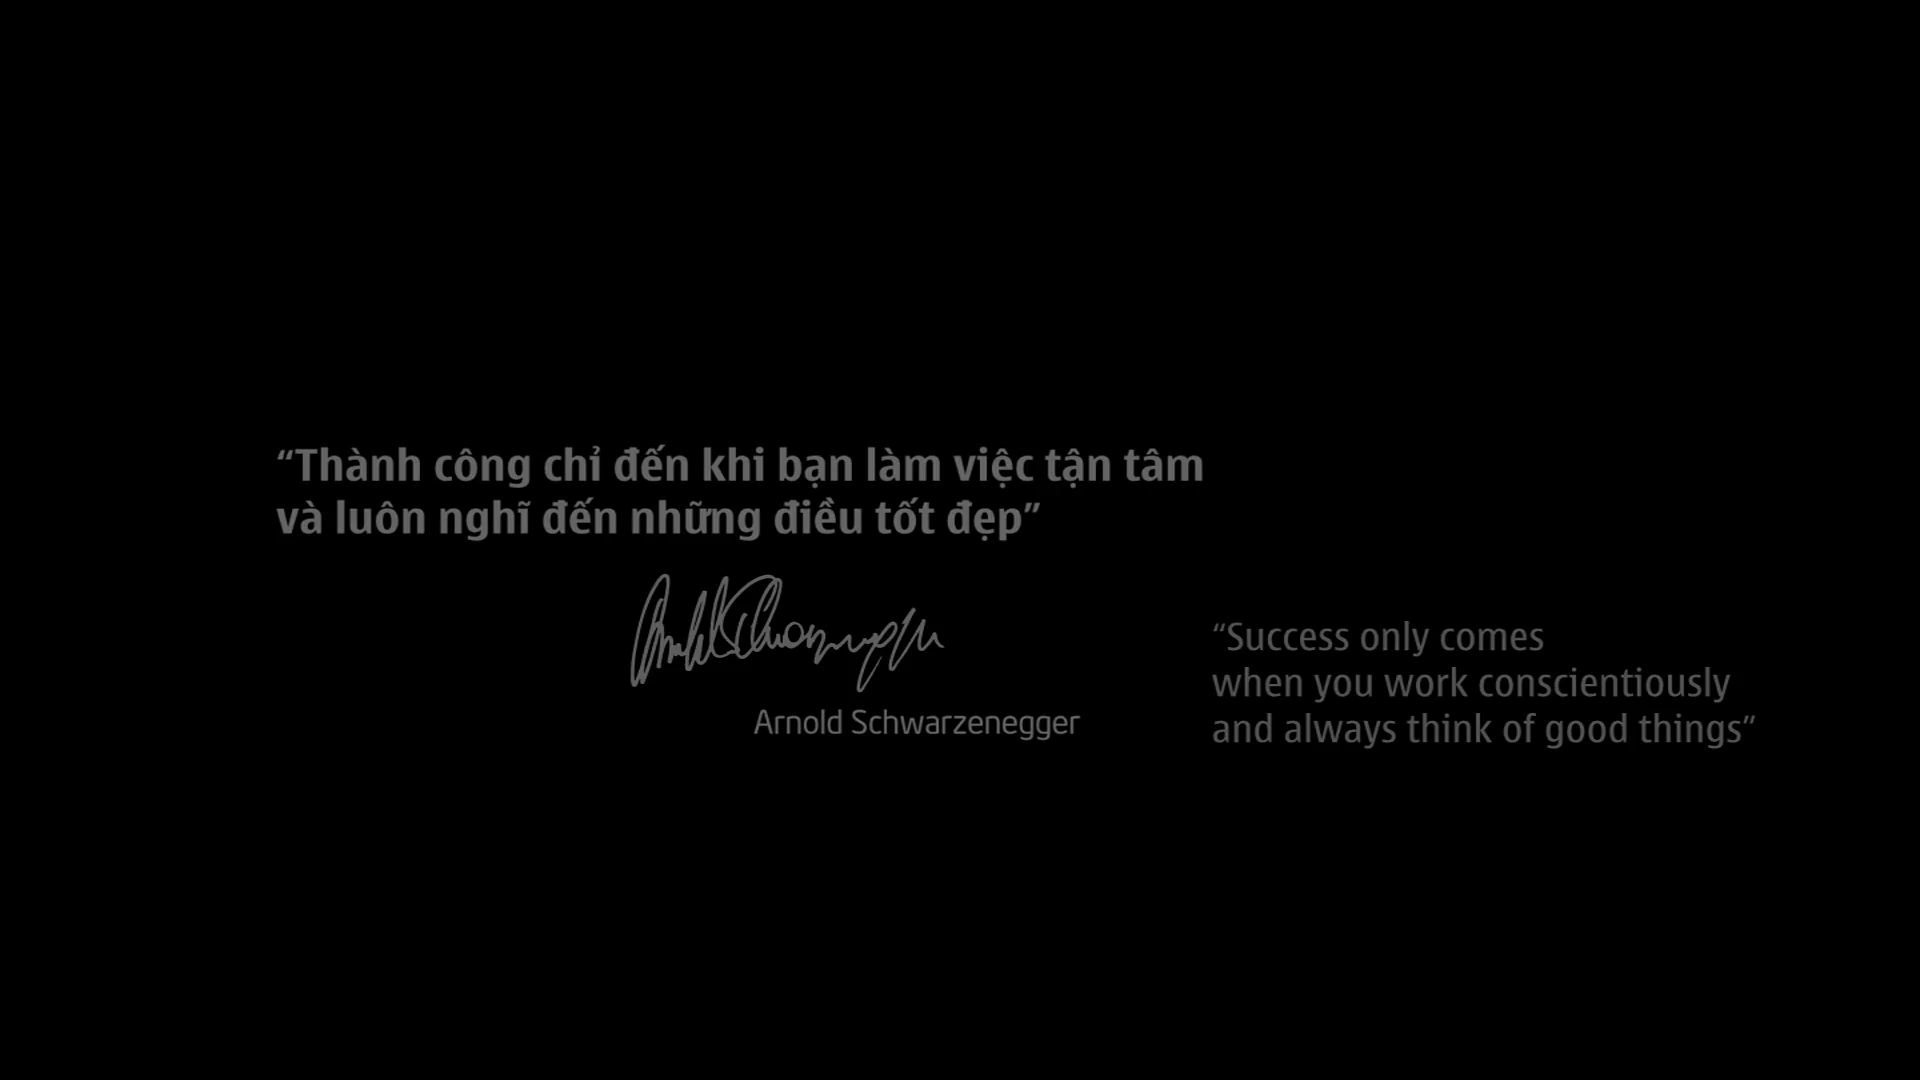 “Thành công chỉ đến khi bạn làm việc tận tâm
và luôn nghĩ đến những điều tốt đẹp”
Arnold Schwarzenegger
“Success only comes
when you work conscientiously
and always think of good things”